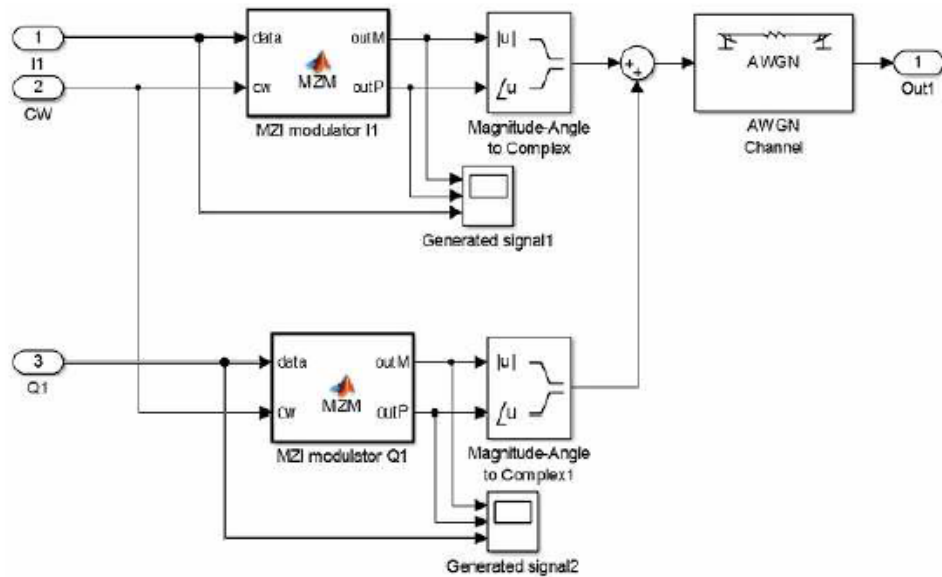 1
I1
2
CW
data
cw
MZM
outM
outP
MZI modulator I1
|u|
∠u
Magnitude-Angle
to Complex
Generated signal1
+
+
AWGN
AWGN
Channel
1
Out1
3
Q1
data
cw
MZM
outM
outP
MZI modulator Q1
|u|
∠u
Magnitude-Angle
to Complex1
Generated signal2